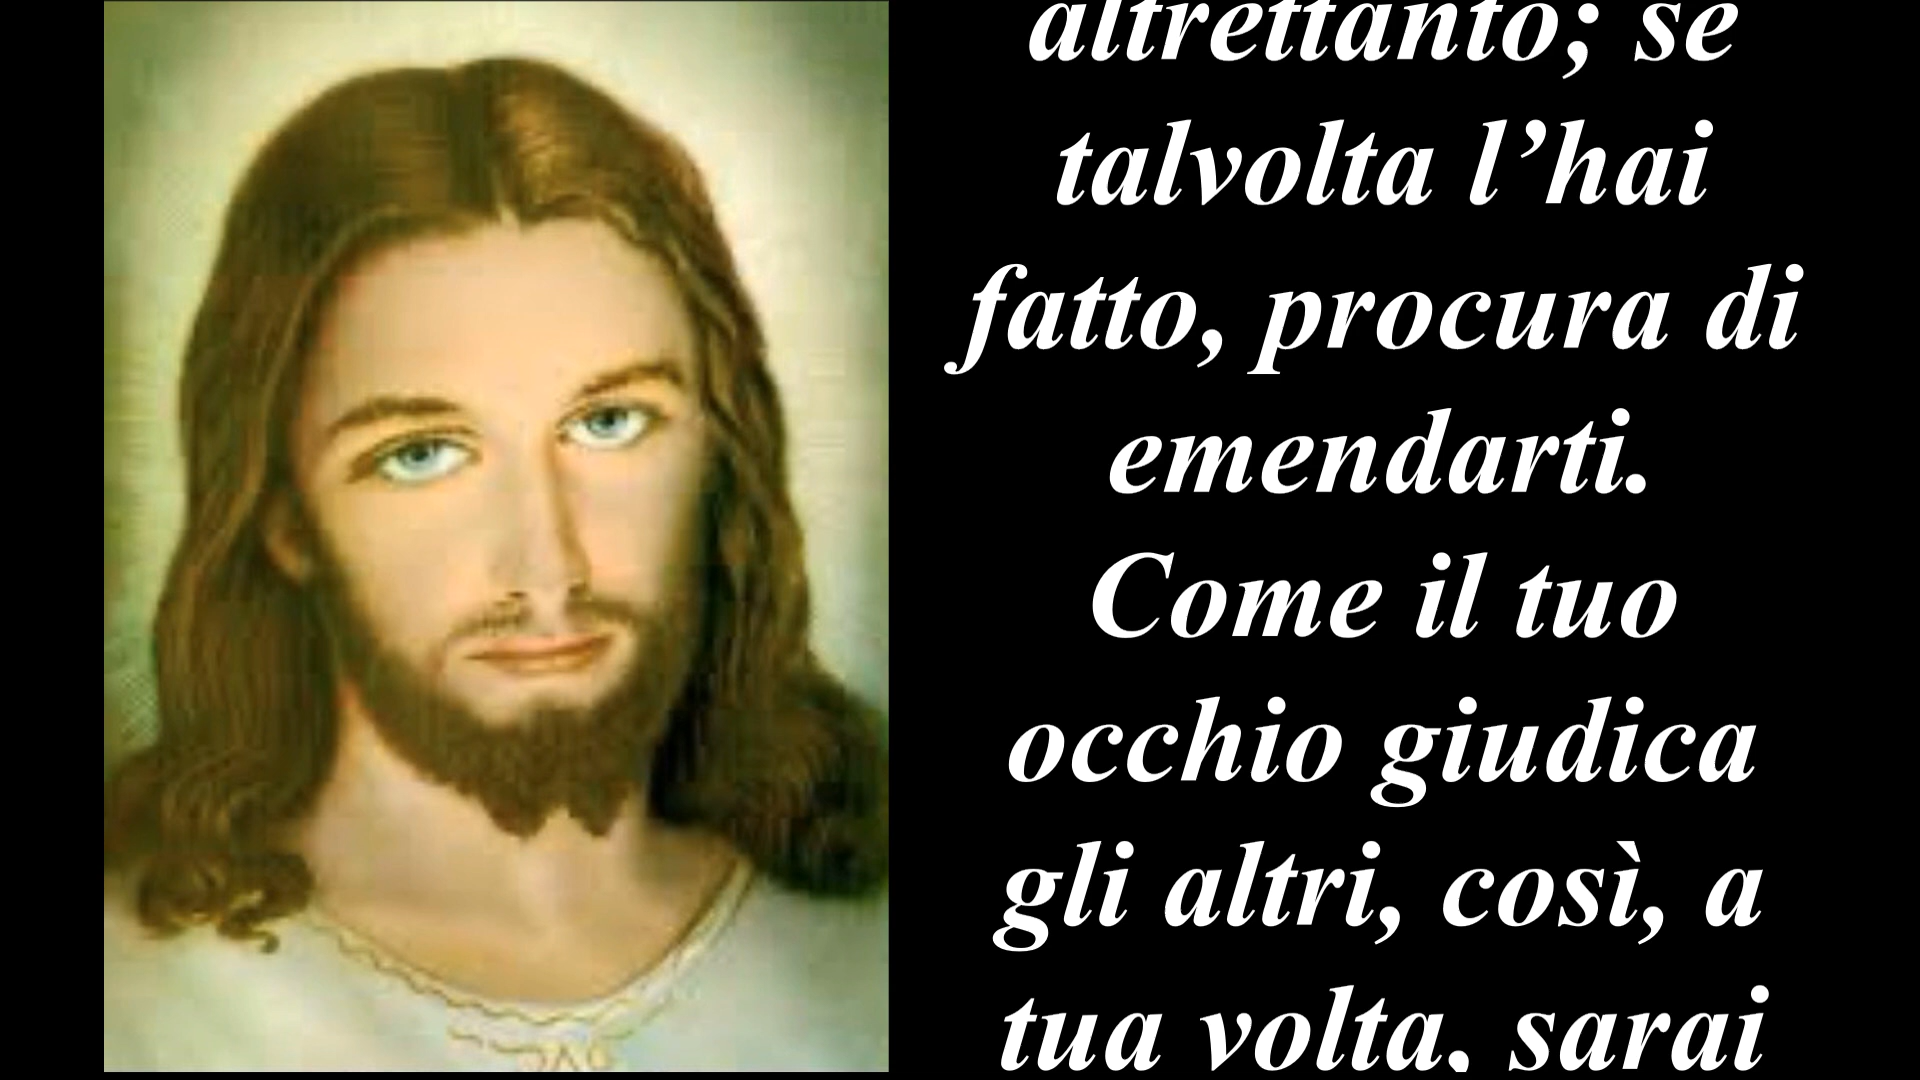 altrettanto; se
talvolta l’hai
fatto, procura di
emendarti.
Come il tuo
occhio giudica
gli altri, così, a
tua volta, sarai